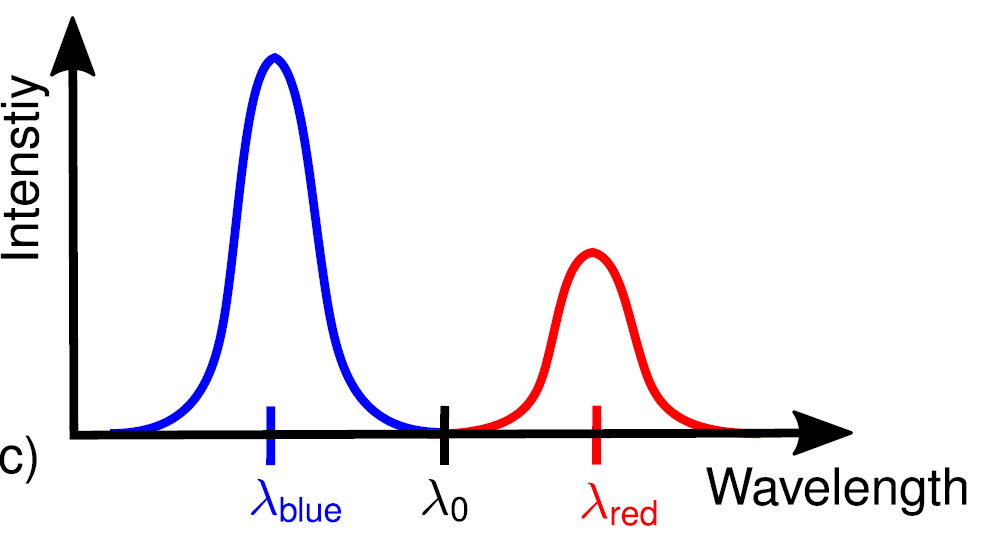 Intenstiy
c)
λblue
λ0
λred
Wavelength